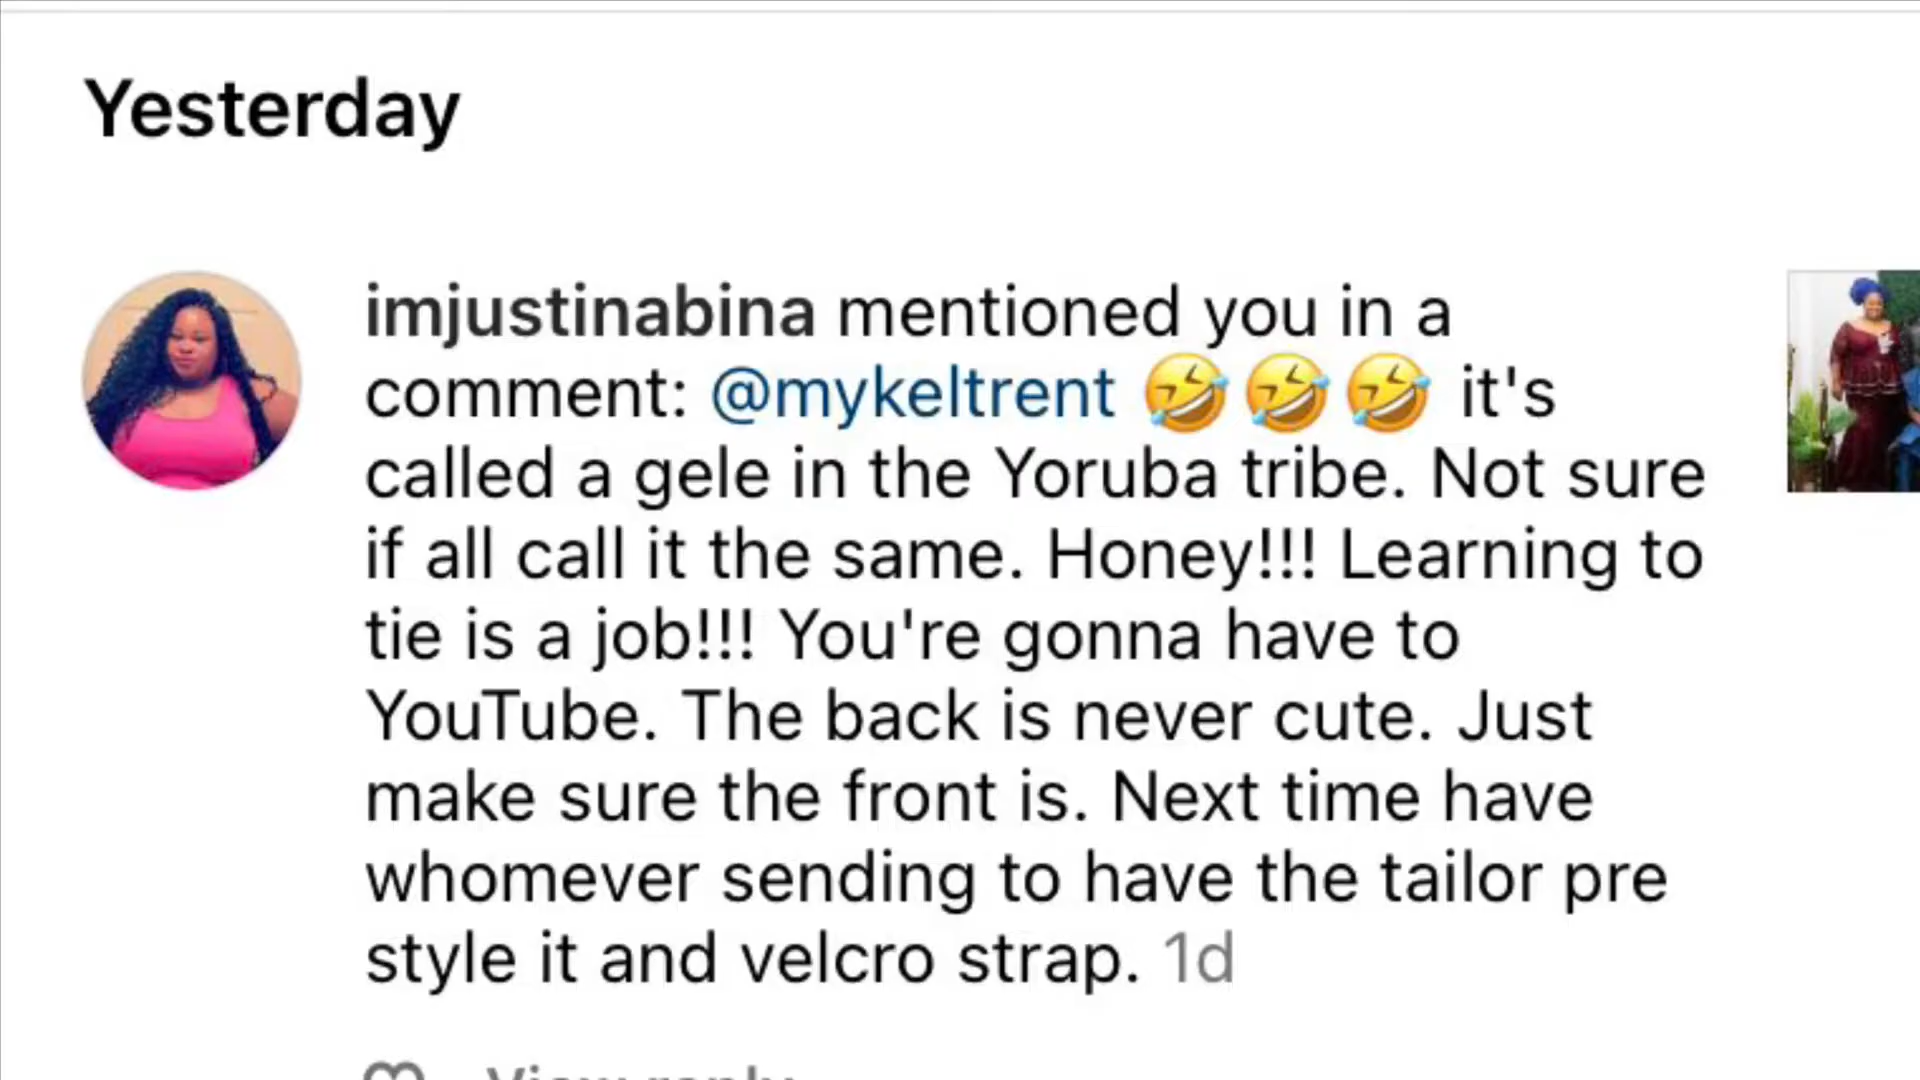 Yesterday
imjustinabina mentioned you in a
comment: @mykeltrent 🤣🤣🤣 it's
called a gele in the Yoruba tribe. Not sure
if all call it the same. Honey!!! Learning to
tie is a job!!! You're gonna have to
YouTube. The back is never cute. Just
make sure the front is. Next time have
whomever sending to have the tailor pre
style it and velcro strap. 1d
View reply